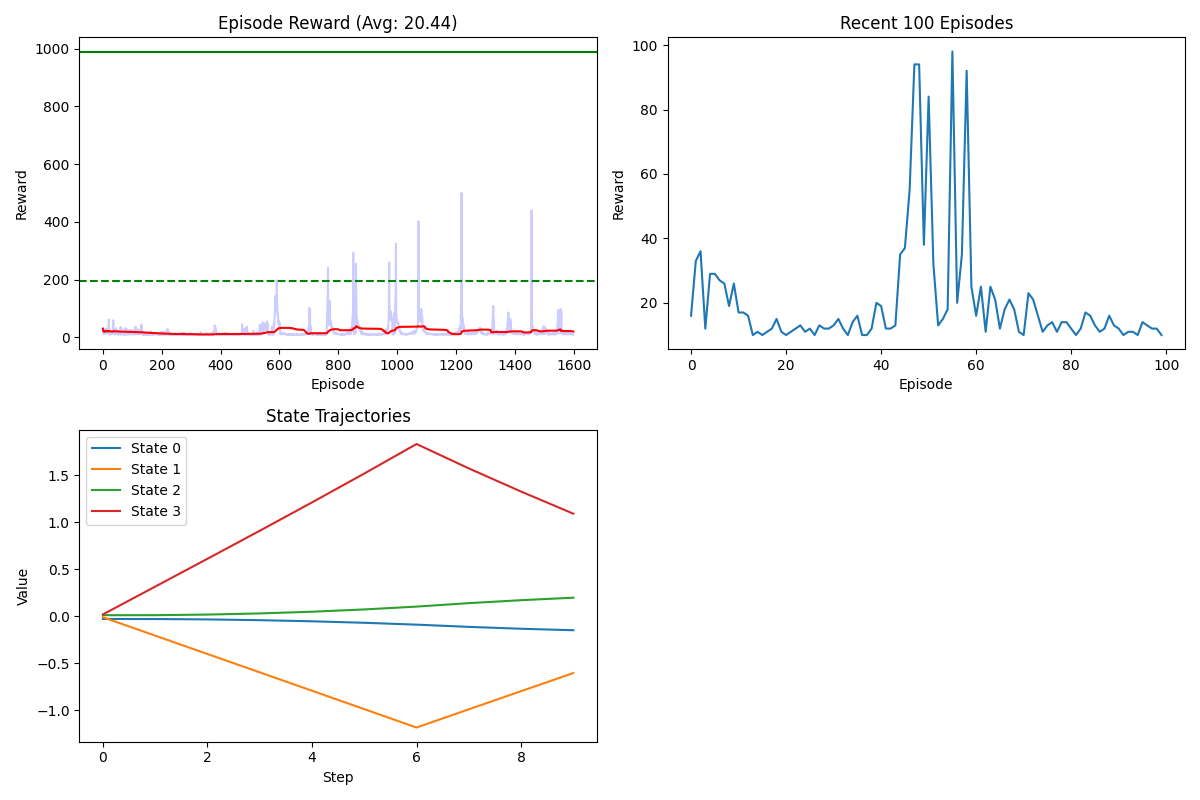 Episode Reward (Avg: 20.44)
Reward
1000
800
600
400
200
0
0 200 400 600 800 1000 1200 1400 1600
Episode
Recent 100 Episodes
Reward
100
80
60
40
20
0 20 40 60 80 100
Episode
State Trajectories
Value
1.5
1.0
0.5
0.0
−0.5
−1.0
State 0
State 1
State 2
State 3
0 2 4 6 8
Step